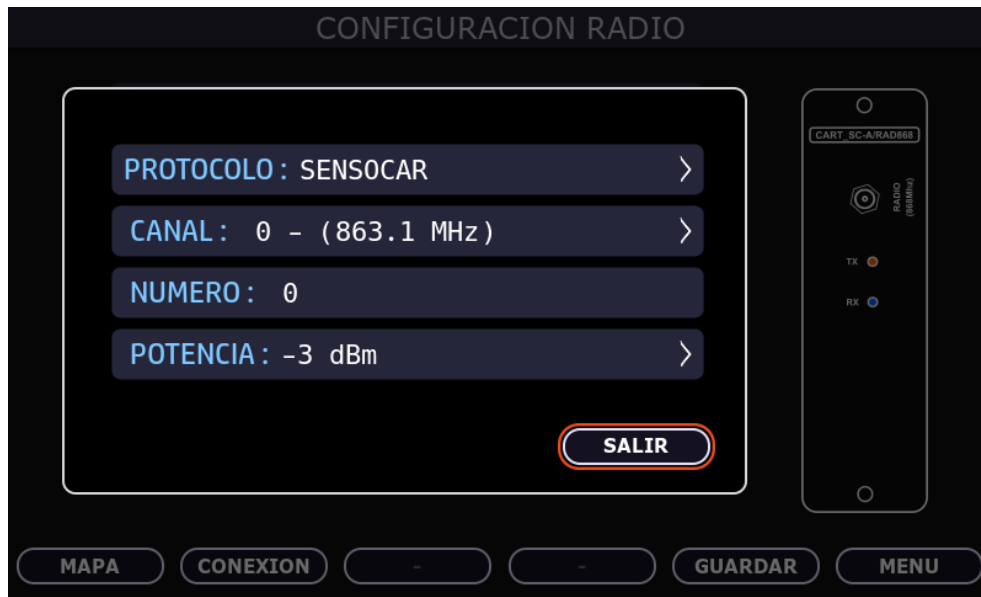 CONFIGURACION RADIO
PROTOCOLO: SENSOCAR
CANAL: 0 - (863.1 MHz)
NUMERO: 0
POTENCIA: -3 dBm
SALIR
CART_SC-A/RAD868
RADIO
(868Mhz)
TX
RX
MAPA CONEXION - - GUARDAR MENU